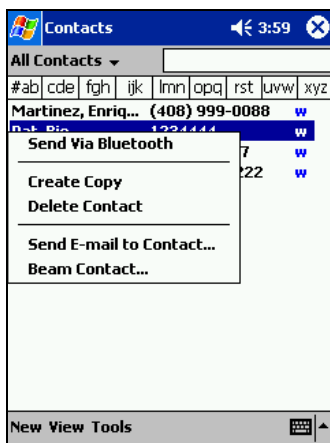 Contacts 3:59
All Contacts
#ab cde fgh ijk lmn opq rst uvw xyz
Martinez, Enriq... (408) 999-0088 w
w
Send Via Bluetooth
7 w
Create Copy
222 w
Delete Contact
Send E-mail to Contact...
Beam Contact...
New View Tools